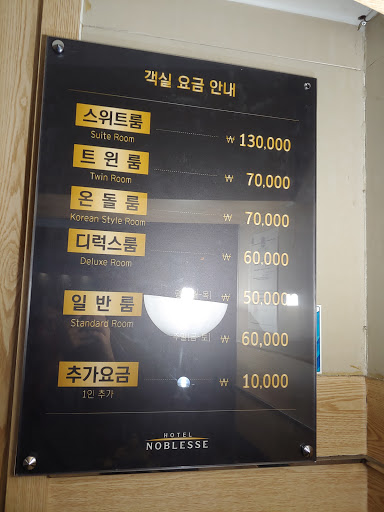 객실 요금 안내
스위트룸 ₩ 130,000
Suite Room
트 윈 룸 ₩ 70,000
Twin Room
온 돌 룸 ₩ 70,000
Korean Style Room
디럭스룸 ₩ 60,000
Deluxe Room
₩ 50,000
일 반 룸
Standard Room
₩ 60,000
추가요금 ₩ 10,000
1인 추가
HOTEL
NOBLESSE